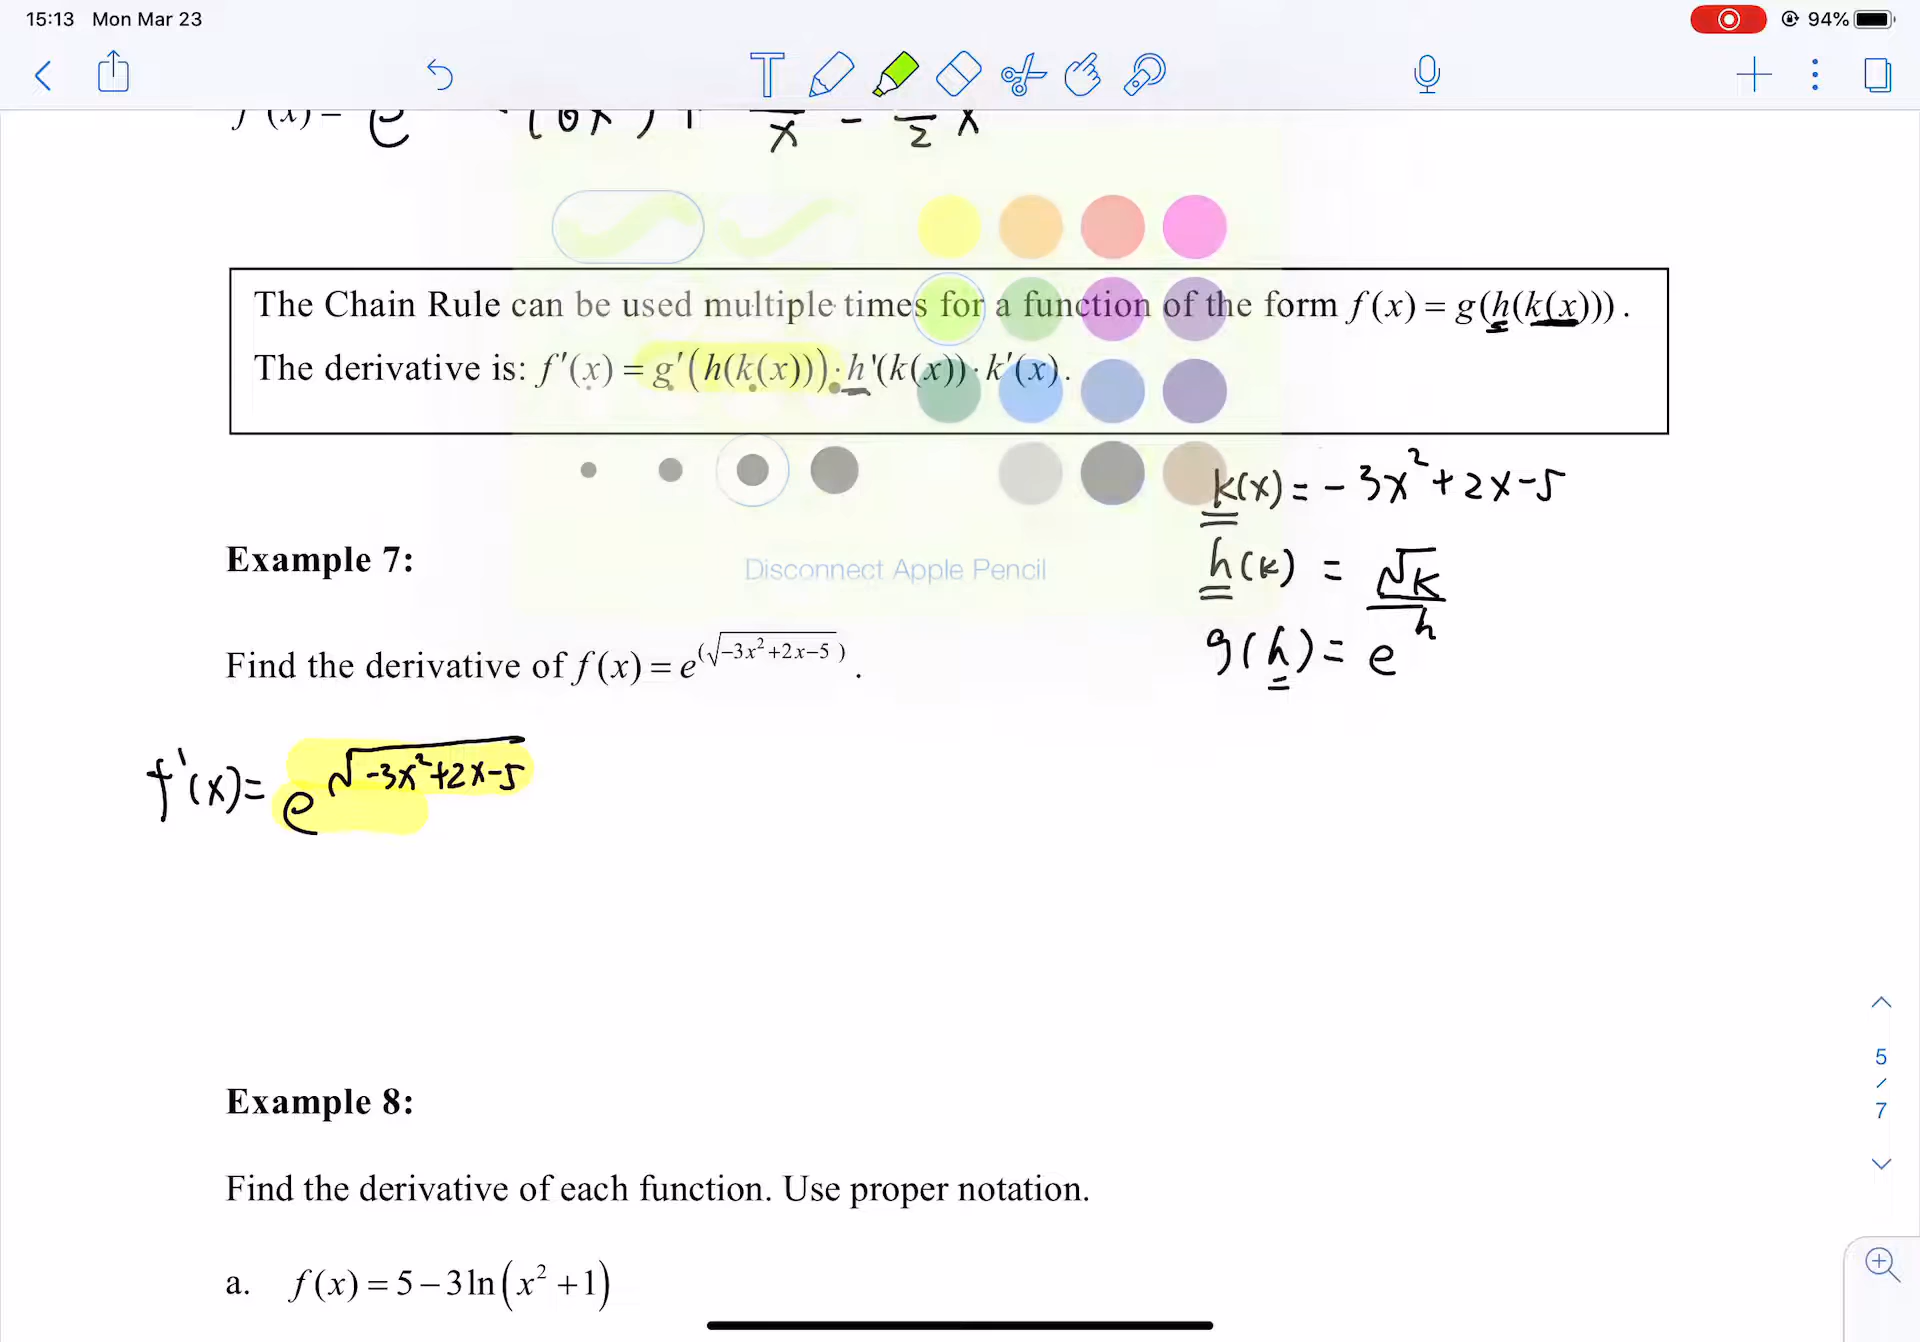 15:13 Mon Mar 23
94%
f'(x) = e (6x) + /x - /2 x
The Chain Rule can be used multiple times for a function of the form f(x) = g(h(k(x))).
The derivative is: f'(x) = g'(h(k(x)))·h'(k(x))·k'(x).
k(x) = -3x²+2x-5
Example 7:
Disconnect Apple Pencil
h(k) = √k
g(h) = e^h
Find the derivative of f(x) = e^(√-3x²+2x-5).
f'(x) = e^√-3x²+2x-5
5
/
7
Example 8:
Find the derivative of each function. Use proper notation.
a. f(x) = 5-3ln(x²+1)